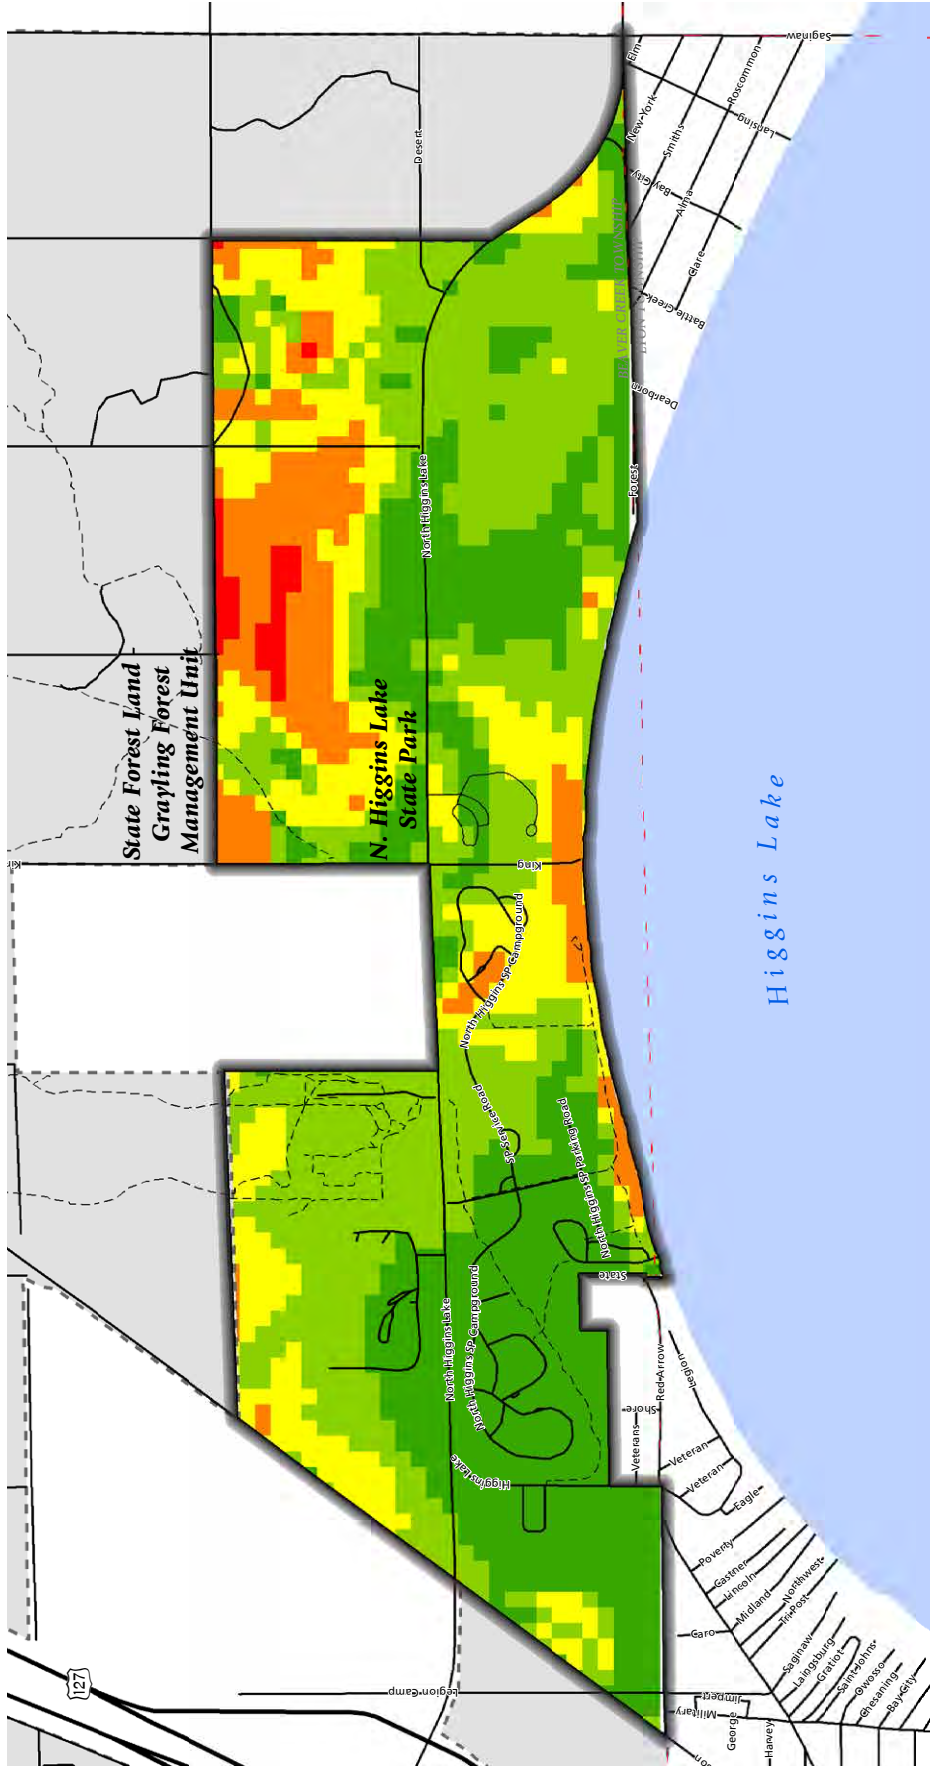 Saginaw
Elm
Roscommon
New York
Lansing
Smiths
Desert
Bay City
Alma
BEAVER CREEK TOWNSHIP
LYON TOWNSHIP
Clare
Battle Creek
Dearborn
North Higgins Lake
Forest
State Forest Land -
Grayling Forest
Management Unit
N. Higgins Lake
State Park
King
King
Higgins Lake
North Higgins SP Campground
SP Service Road
North Higgins SP Parking Road
State
North Higgins Lake
North Higgins SP Campground
Red Arrow
Legion
Shore
Veterans
Veteran
Veteran
Higgins Lake
Higgins
Eagle
Poverty
Castner
Lincoln
Northwest
Midland
Tri-Post
Caro
Saginaw
Laingsburg
Gratiot
Saint Johns
Owosso
Chesaning
Bay City
127
Legion Camp
Jimpert
Military
George
Harvey